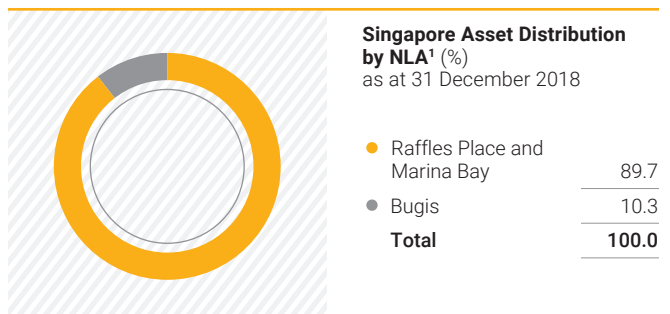 Singapore Asset Distribution
by NLA¹ (%)
as at 31 December 2018
Raffles Place and
Marina Bay 89.7
Bugis 10.3
Total 100.0